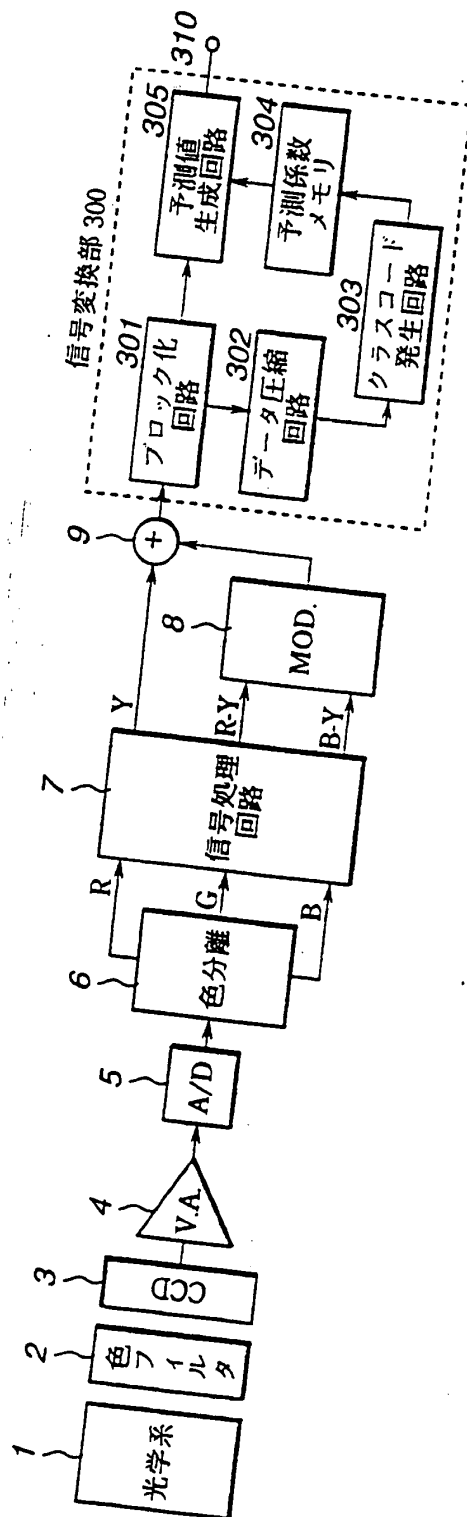 1
光学系
2
色フィルタ
3
CCD
4
V.A.
5
A/D
6
色分離
R
G
B
7
信号処理
回路
Y
R-Y
B-Y
8
MOD.
9
+
信号変換部 300
301
ブロック化
回路
302
データ圧縮
回路
303
クラスコード
発生回路
304
予測係数
メモリ
305
予測値
生成回路
310